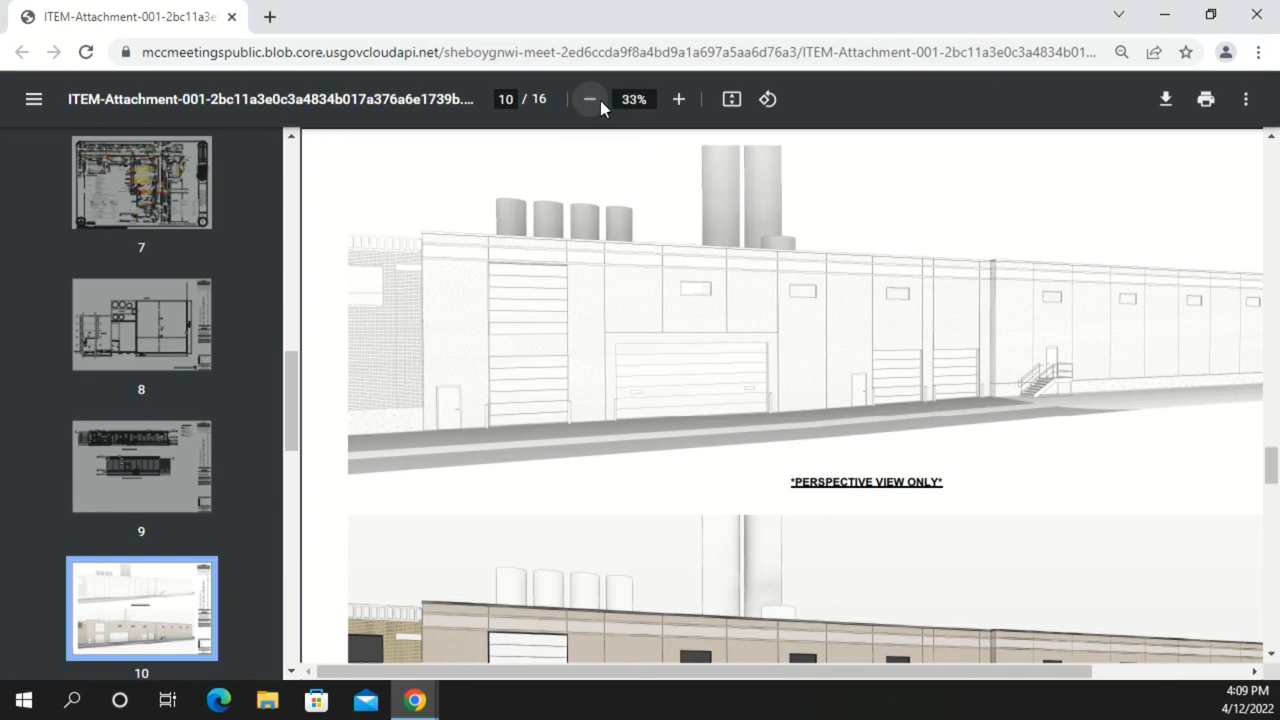 ITEM-Attachment-001-2bc11a3e
mccmeetingspublic.blob.core.usgovcloudapi.net/sheboygnwi-meet-2ed6ccda9f8a4bd9a1a697a5aa6d76a3/ITEM-Attachment-001-2bc11a3e0c3a4834b01...
ITEM-Attachment-001-2bc11a3e0c3a4834b017a376a6e1739b....
10 / 16
33%
7
8
9
10
*PERSPECTIVE VIEW ONLY*
4:09 PM
4/12/2022